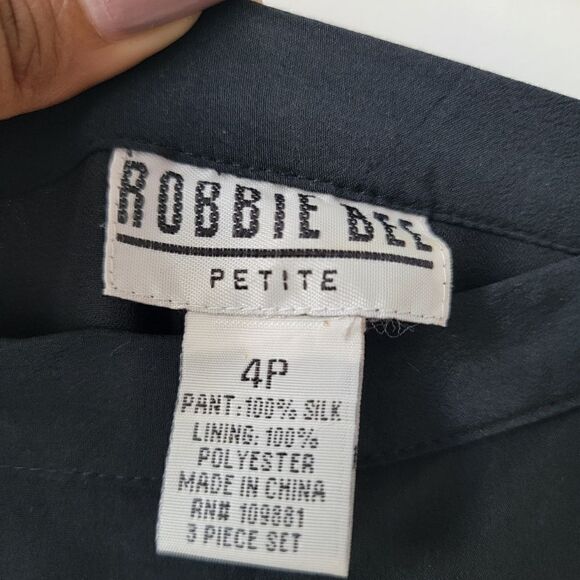 ROBBIE BEE
PETITE
4P
PANT: 100% SILK
LINING: 100%
POLYESTER
MADE IN CHINA
RN# 109881
3 PIECE SET